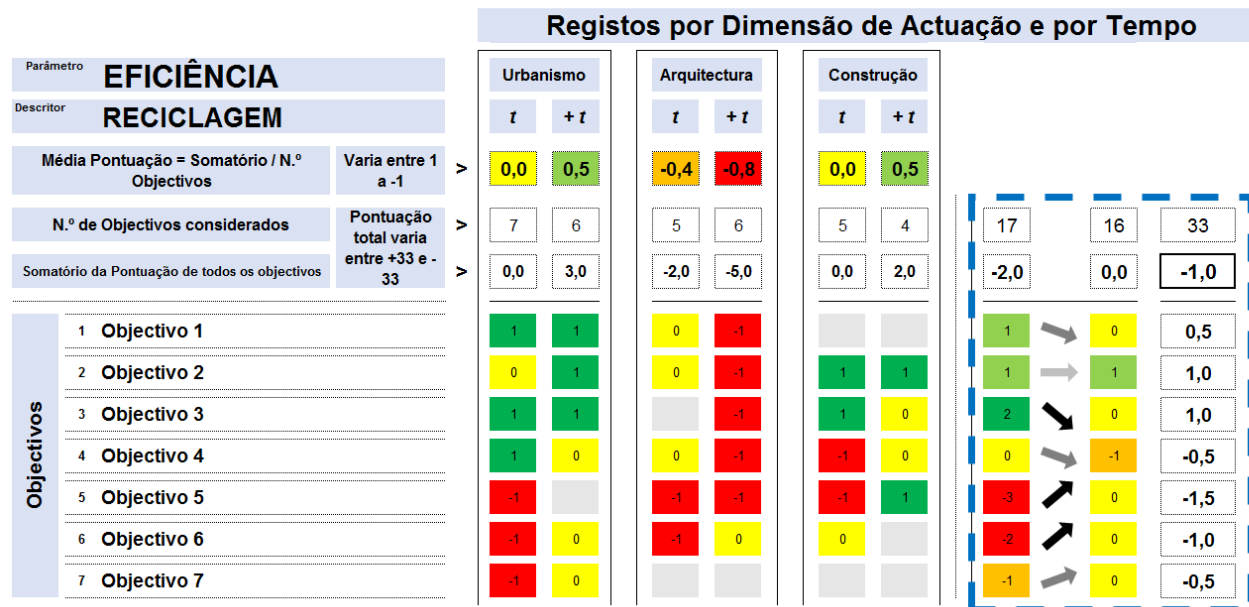 Registos por Dimensão de Actuação e por Tempo
Parâmetro EFICIÊNCIA Urbanismo Arquitectura Construção
Descritor RECICLAGEM t + t t + t t + t
Média Pontuação = Somatório / N.º
Objectivos
Varia entre 1
a -1
> 0,0 0,5 -0,4 -0,8 0,0 0,5
N.º de Objectivos considerados
Pontuação
total varia
entre +33 e -
33
> 7 6 5 6 5 4 17 16 33
Somatório da Pontuação de todos os objectivos
> 0,0 3,0 -2,0 -5,0 0,0 2,0 -2,0 0,0 -1,0
Objectivos
1 Objectivo 1 1 1 0 -1 1 0 0,5
2 Objectivo 2 0 1 0 -1 1 1 1 1 1,0
3 Objectivo 3 1 1 -1 1 0 2 0 1,0
4 Objectivo 4 1 0 0 -1 -1 0 0 -1 -0,5
5 Objectivo 5 -1 -1 -1 -1 1 -3 0 -1,5
6 Objectivo 6 -1 0 -1 0 0 -2 0 -1,0
7 Objectivo 7 -1 0 -1 0 -0,5